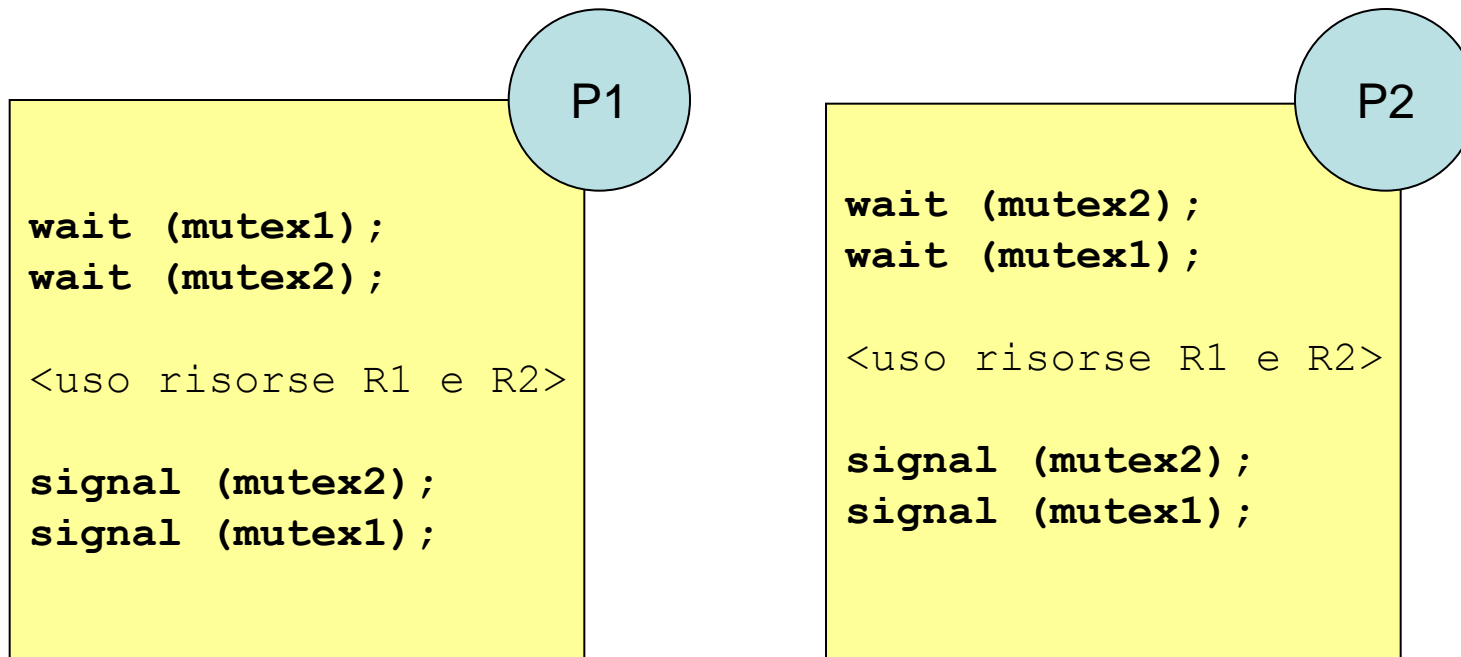 P1
wait (mutex1);
wait (mutex2);
<uso risorse R1 e R2>
signal (mutex2);
signal (mutex1);
P2
wait (mutex2);
wait (mutex1);
<uso risorse R1 e R2>
signal (mutex2);
signal (mutex1);